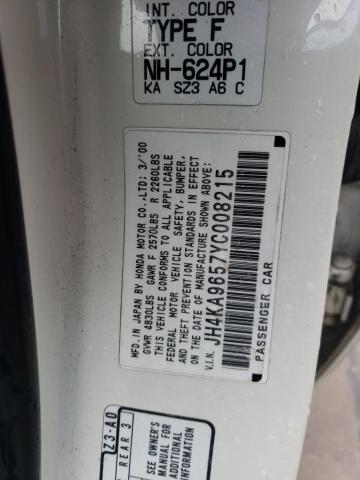 INT. COLOR
TYPE F
EXT. COLOR
NH-624P1
KA SZ3 A6 C
MFD. IN JAPAN BY HONDA MOTOR CO.,LTD: 3/'00
GVWR 4830LBS GAWR F 2570LBS R 2260LBS
THIS VEHICLE CONFORMS TO ALL APPLICABLE
FEDERAL MOTOR VEHICLE SAFETY, BUMPER,
AND THEFT PREVENTION STANDARDS IN EFFECT
ON THE DATE OF MANUFACTURE SHOWN ABOVE:
V.I.N. JH4KA9657YC008215
PASSENGER CAR
REAR 3
SEE OWNER'S
MANUAL FOR
ADDITIONAL
INFORMATION